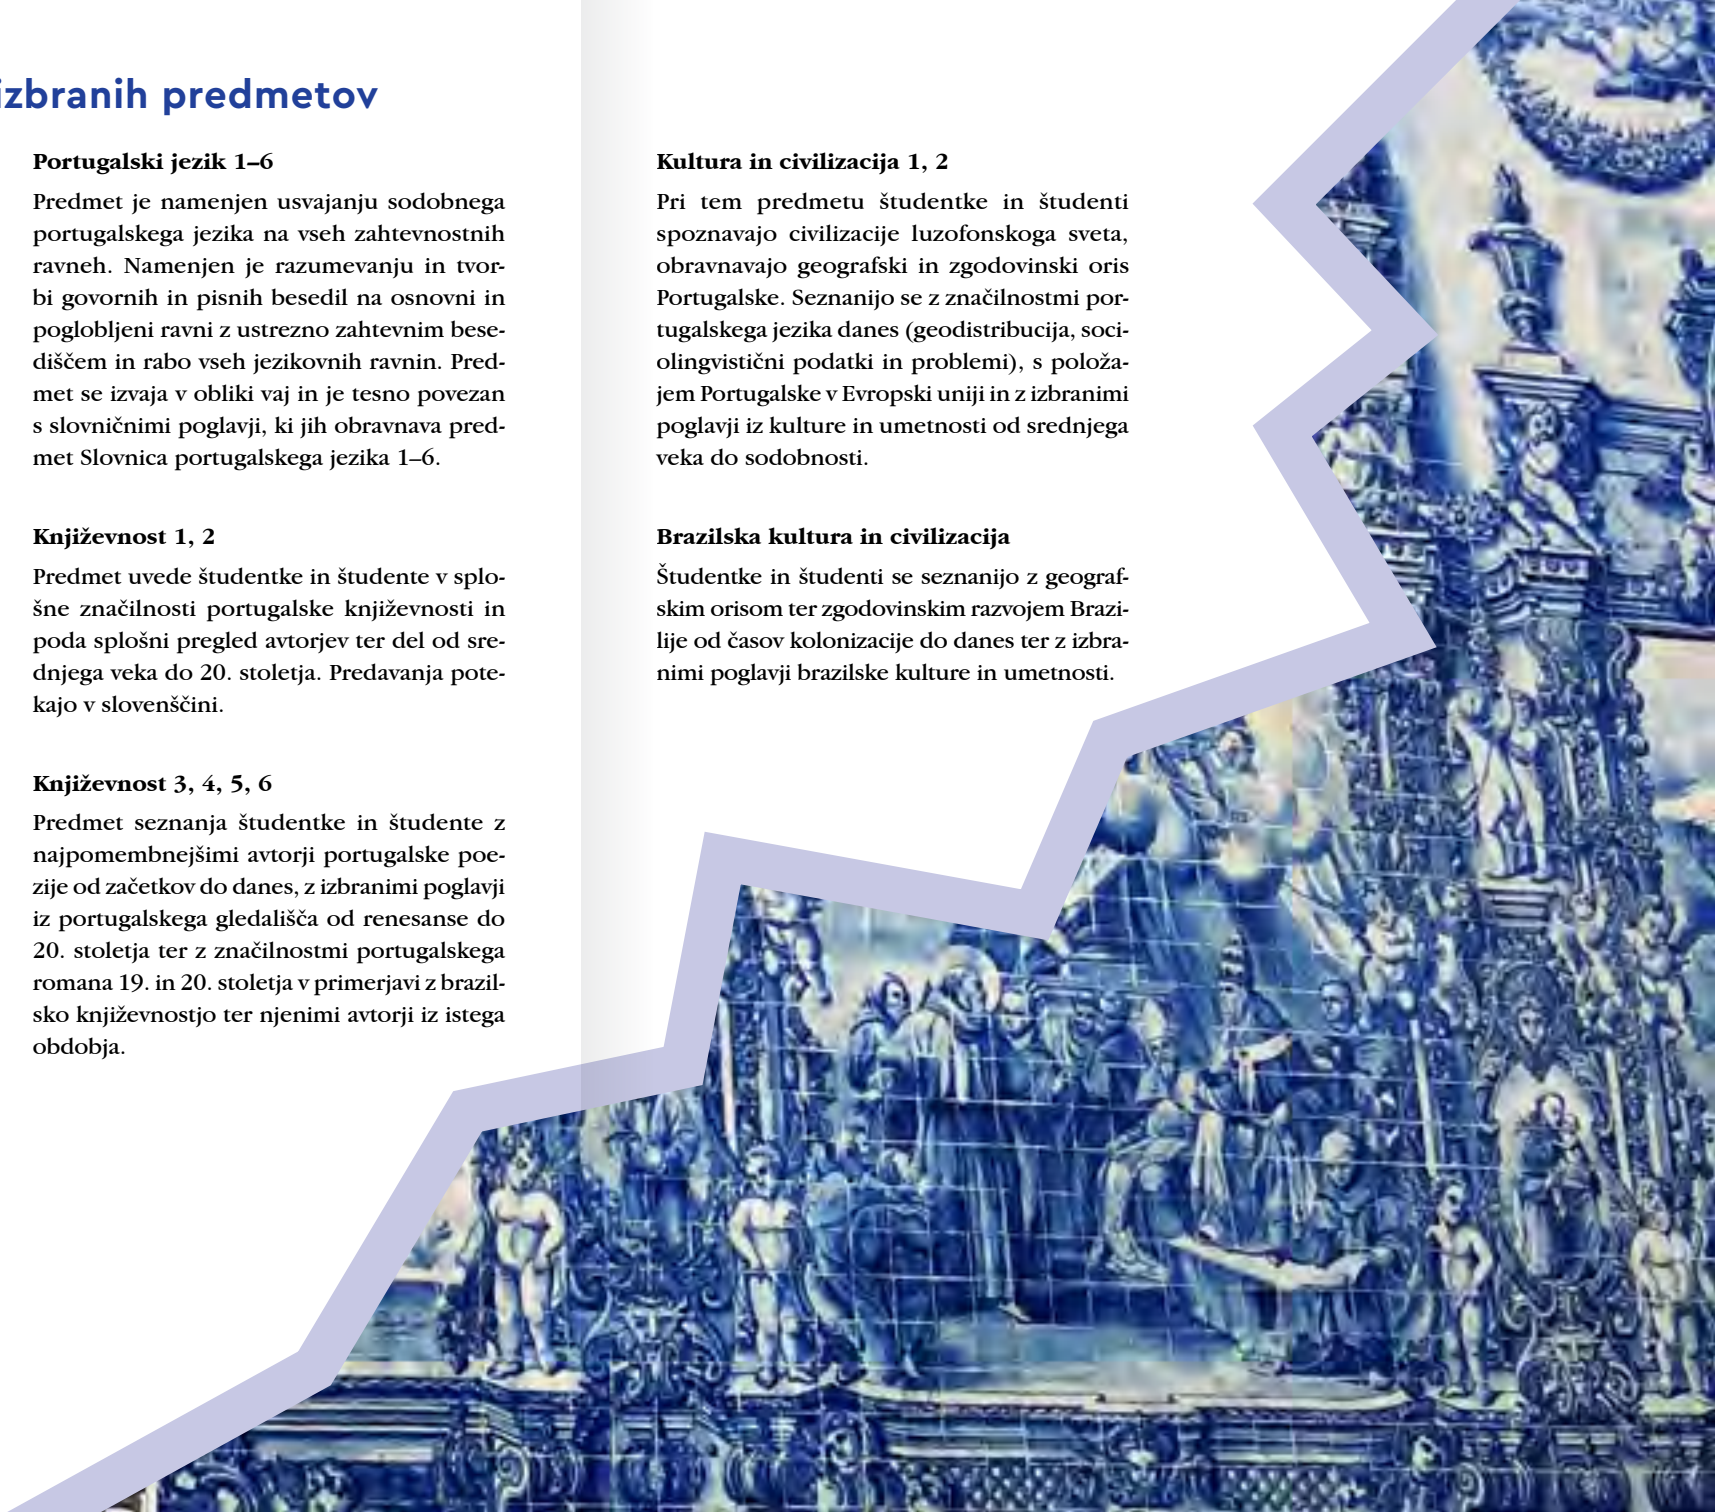 izbranih predmetov
Portugalski jezik 1–6
Predmet je namenjen usvajanju sodobnega
portugalskega jezika na vseh zahtevnostnih
ravneh. Namenjen je razumevanju in tvor-
bi govornih in pisnih besedil na osnovni in
poglobljeni ravni z ustrezno zahtevnim bese-
diščem in rabo vseh jezikovnih ravnin. Pred-
met se izvaja v obliki vaj in je tesno povezan
s slovničnimi poglavji, ki jih obravnava pred-
met Slovnica portugalskega jezika 1–6.
Književnost 1, 2
Predmet uvede študentke in študente v splo-
šne značilnosti portugalske književnosti in
poda splošni pregled avtorjev ter del od sre-
dnjega veka do 20. stoletja. Predavanja pote-
kajo v slovenščini.
Književnost 3, 4, 5, 6
Predmet seznanja študentke in študente z
najpomembnejšimi avtorji portugalske poe-
zije od začetkov do danes, z izbranimi poglavji
iz portugalskega gledališča od renesanse do
20. stoletja ter z značilnostmi portugalskega
romana 19. in 20. stoletja v primerjavi z brazil-
sko književnostjo ter njenimi avtorji iz istega
obdobja.
Kultura in civilizacija 1, 2
Pri tem predmetu študentke in študenti
spoznavajo civilizacije luzofonskoga sveta,
obravnavajo geografski in zgodovinski oris
Portugalske. Seznanijo se z značilnostmi por-
tugalskega jezika danes (geodistribucija, soci-
olingvistični podatki in problemi), s položa-
jem Portugalske v Evropski uniji in z izbranimi
poglavji iz kulture in umetnosti od srednjega
veka do sodobnosti.
Brazilska kultura in civilizacija
Študentke in študenti se seznanijo z geograf-
skim orisom ter zgodovinskim razvojem Brazi-
lije od časov kolonizacije do danes ter z izbra-
nimi poglavji brazilske kulture in umetnosti.